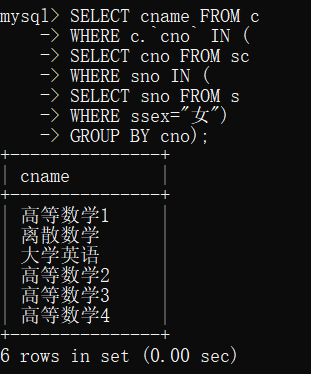 mysql> SELECT cname FROM c
    -> WHERE c.`cno` IN (
    -> SELECT cno FROM sc
    -> WHERE sno IN (
    -> SELECT sno FROM s
    -> WHERE ssex="女")
    -> GROUP BY cno);
+---------------+
| cname         |
+---------------+
| 高等数学1
| 离散数学
| 大学英语
| 高等数学2
| 高等数学3
| 高等数学4
+---------------+
6 rows in set (0.00 sec)